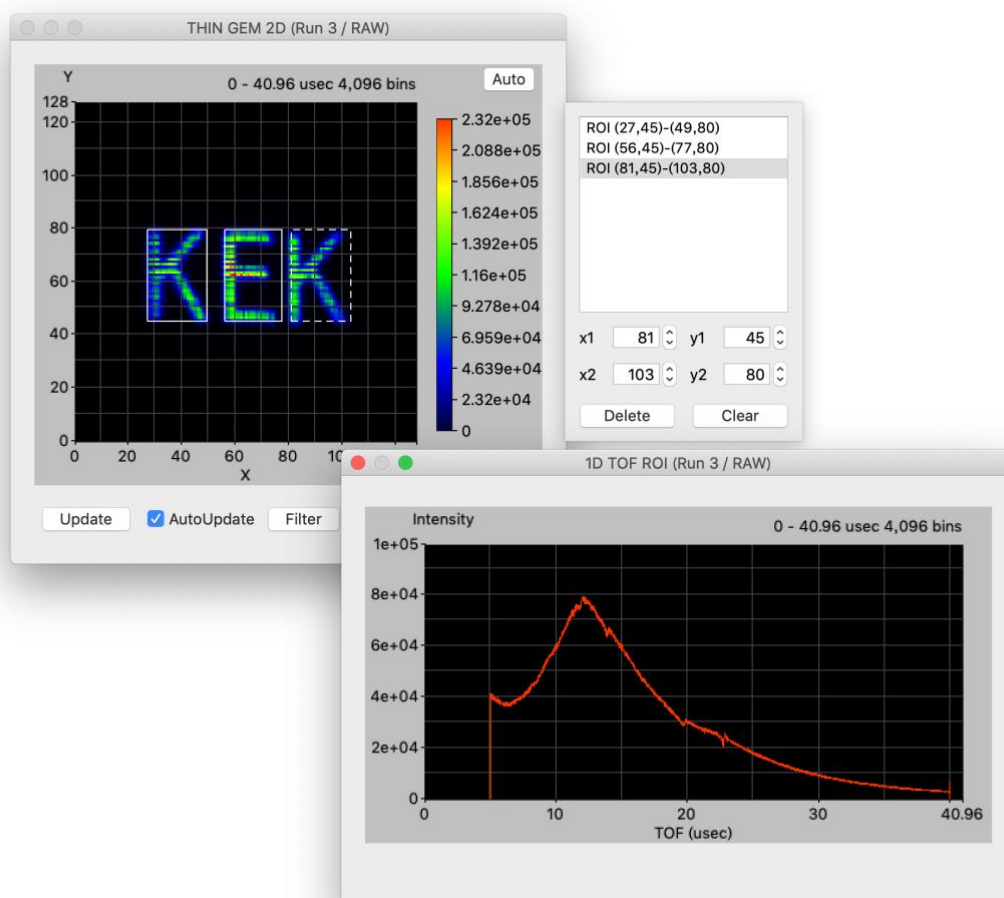 THIN GEM 2D (Run 3 / RAW)
Y
0 - 40.96 usec 4,096 bins
Auto
128
120
100
80
60
40
20
0
KEK
0
20
40
60
80
X
2.32e+05
2.088e+05
1.856e+05
1.624e+05
1.392e+05
1.16e+05
9.278e+04
6.959e+04
4.639e+04
2.32e+04
0
Update
AutoUpdate
Filter
ROI (27,45)-(49,80)
ROI (56,45)-(77,80)
ROI (81,45)-(103,80)
x1 81 y1 45
x2 103 y2 80
Delete Clear
1D TOF ROI (Run 3 / RAW)
Intensity
0 - 40.96 usec 4,096 bins
1e+05
8e+04
6e+04
4e+04
2e+04
0
0 10 20 30 40.96
TOF (usec)